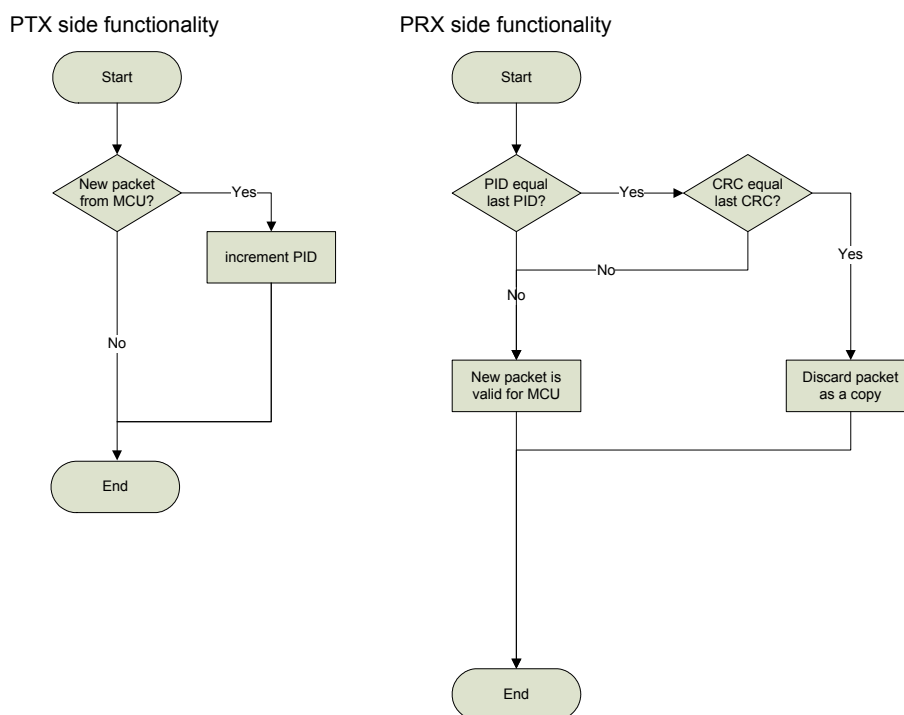 PTX side functionality
Start
New packet
from MCU?
Yes
increment PID
No
End
PRX side functionality
Start
PID equal
last PID?
Yes
CRC equal
last CRC?
No
Yes
No
New packet is
valid for MCU
Discard packet
as a copy
End